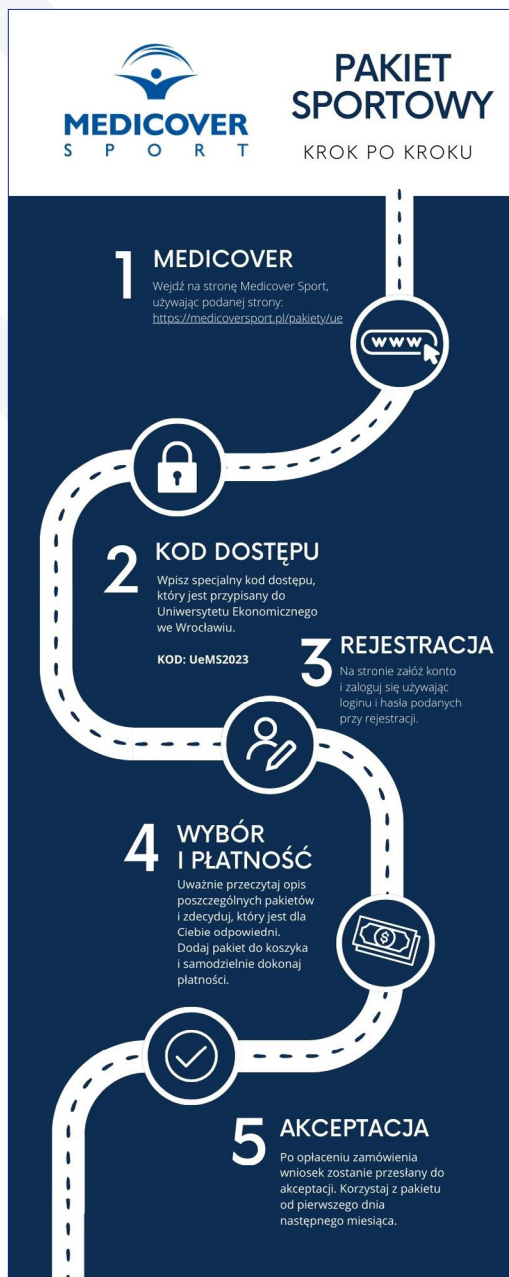 MEDICOVER
SPORT
PAKIET
SPORTOWY
KROK PO KROKU
1 MEDICOVER
Wejdź na stronę Medicover Sport,
używając podanej strony:
https://medicoversport.pl/pakiety/ue
www
2 KOD DOSTĘPU
Wpisz specjalny kod dostępu,
który jest przypisany do
Uniwersytetu Ekonomicznego
we Wrocławiu.
KOD: UeMS2023
3 REJESTRACJA
Na stronie załóż konto
i zaloguj się używając
loginu i hasła podanych
przy rejestracji.
4 WYBÓR
I PŁATNOŚĆ
Uważnie przeczytaj opis
poszczególnych pakietów
i zdecyduj, który jest dla
Ciebie odpowiedni.
Dodaj pakiet do koszyka
i samodzielnie dokonaj
płatności.
$
5 AKCEPTACJA
Po opłaceniu zamówienia
wniosek zostanie przesłany do
akceptacji. Korzystaj z pakietu
od pierwszego dnia
następnego miesiąca.